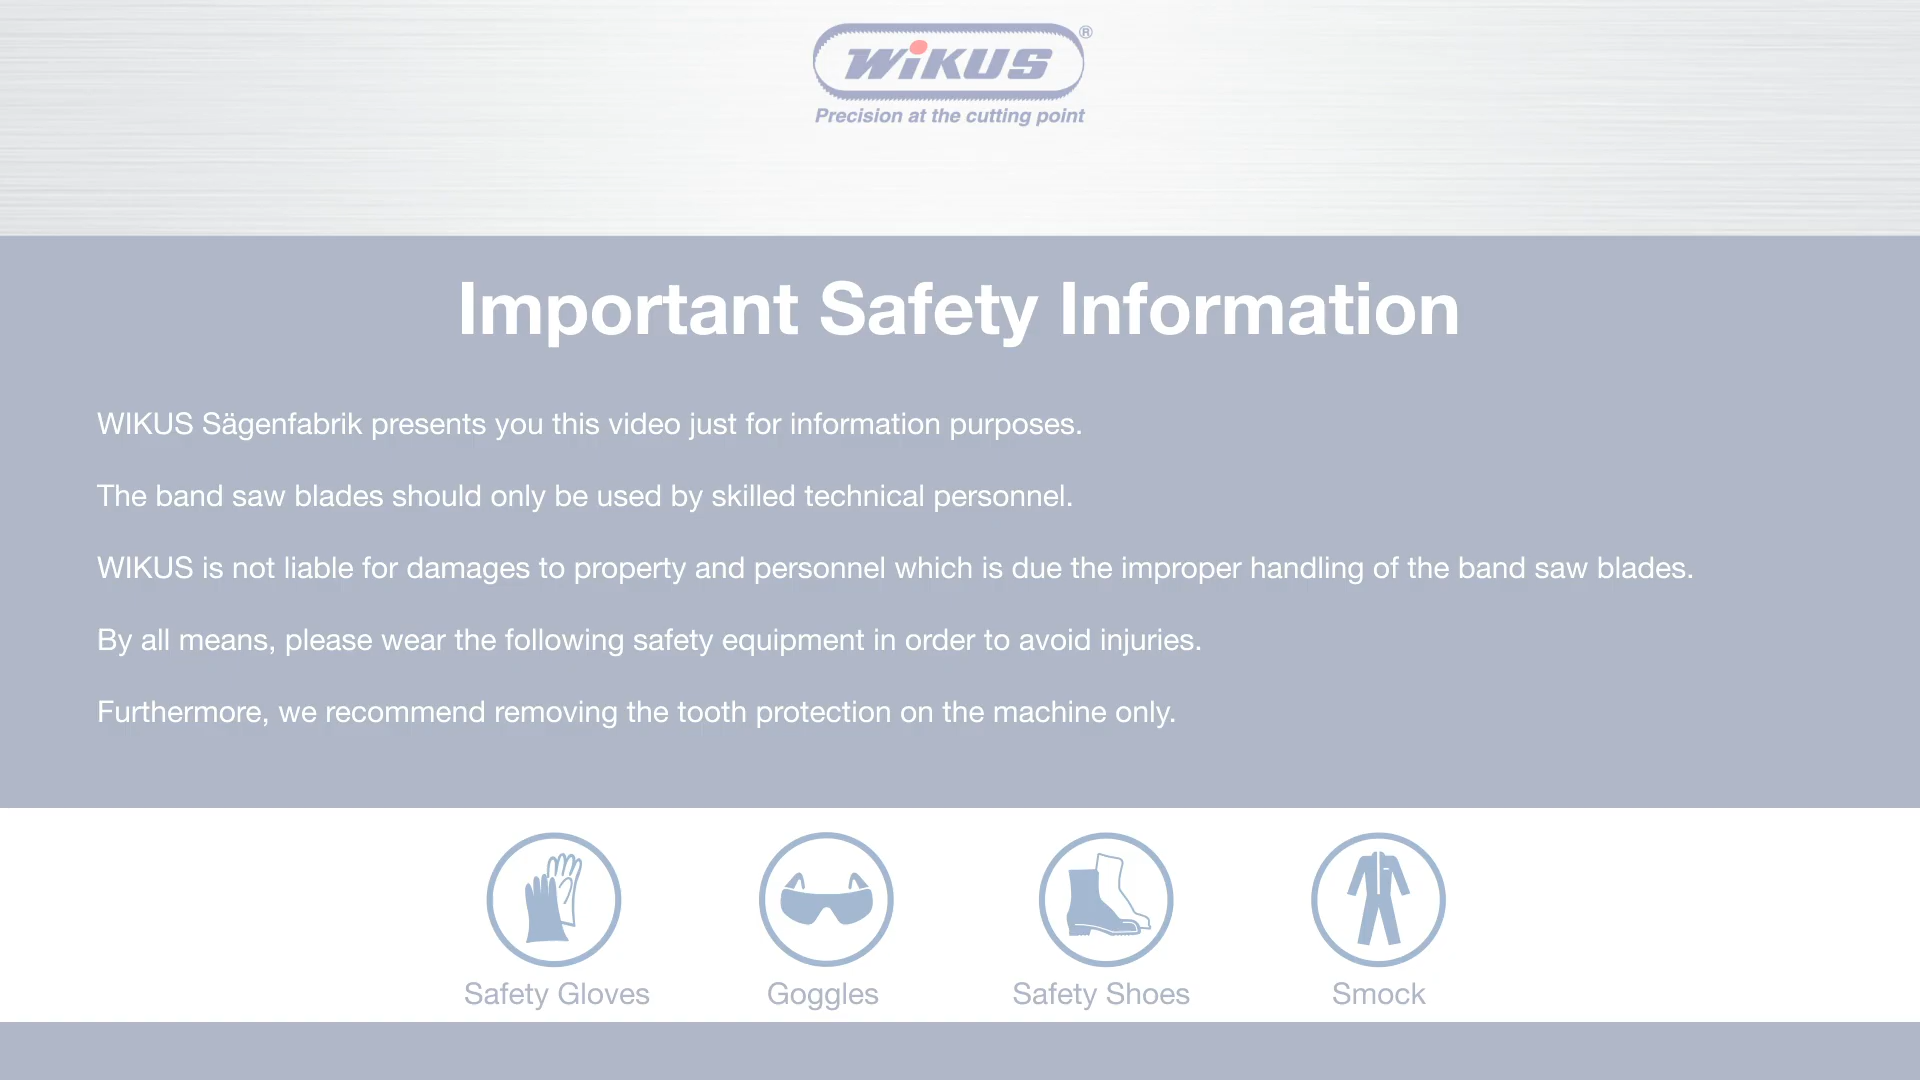 WiKUS®
Precision at the cutting point
Important Safety Information
WIKUS Sägenfabrik presents you this video just for information purposes.
The band saw blades should only be used by skilled technical personnel.
WIKUS is not liable for damages to property and personnel which is due the improper handling of the band saw blades.
By all means, please wear the following safety equipment in order to avoid injuries.
Furthermore, we recommend removing the tooth protection on the machine only.
Safety Gloves
Goggles
Safety Shoes
Smock